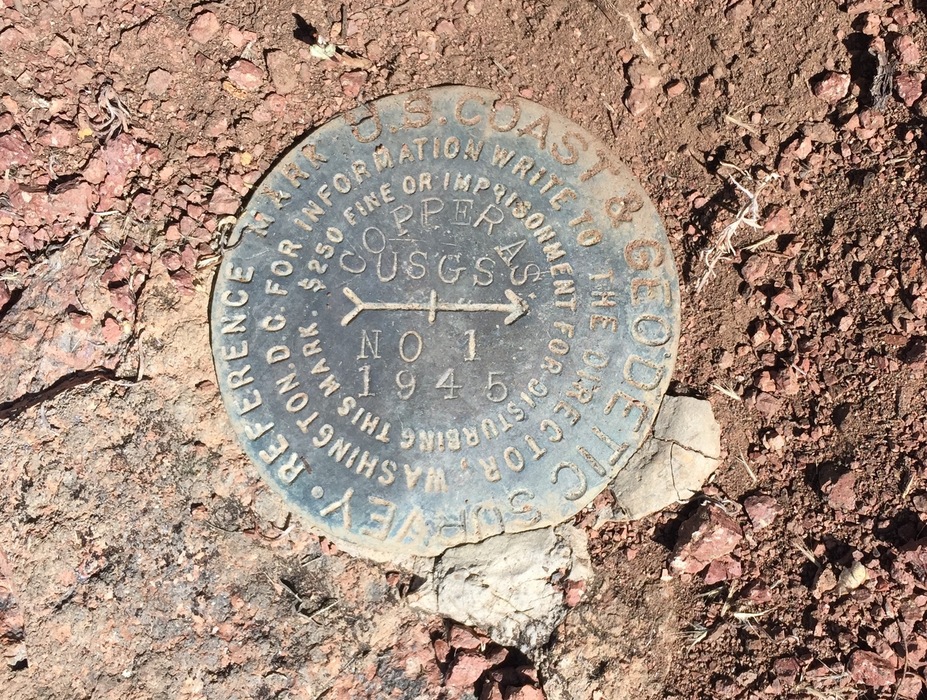 U.S. COAST & GEODETIC SURVEY
REFERENCE MARK
FOR INFORMATION WRITE TO THE DIRECTOR, WASHINGTON, D.C.
$250 FINE OR IMPRISONMENT FOR DISTURBING THIS MARK.
COPPERAS
USGS
NO 1
1945